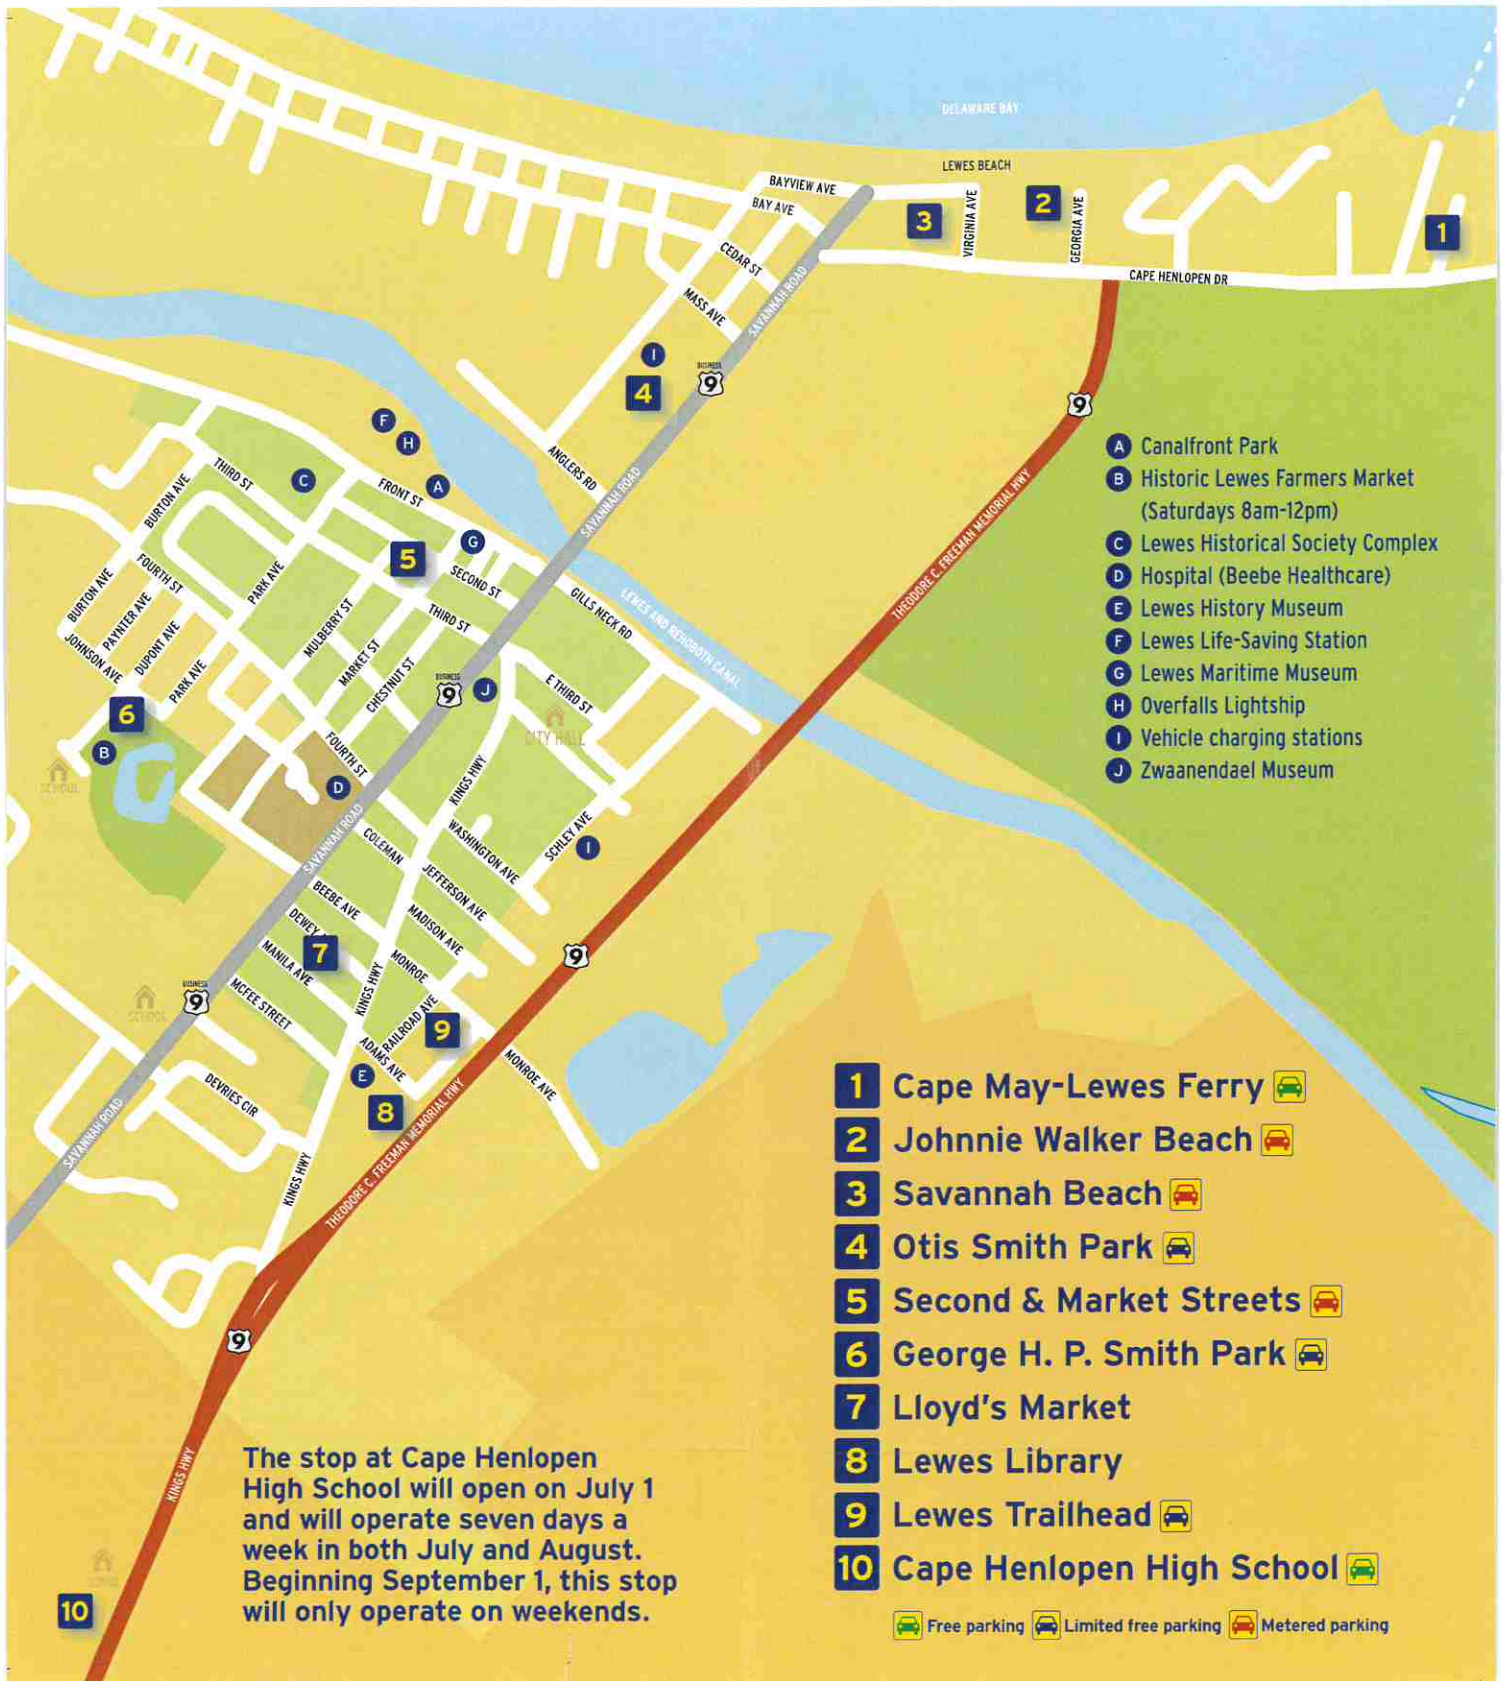 DELAWARE BAY
LEWES BEACH
BAYVIEW AVE
BAY AVE
3
VIRGINIA AVE
2
GEORGIA AVE
1
CEDAR ST
CAPE HENLOPEN DR
MASS AVE
SAVANNAH ROAD
I
4
BUSINESS
9
9
F
H
A
ANGLERS RD
SAVANNAH ROAD
THIRD ST
C
FRONT ST
BURTON AVE
G
5
SECOND ST
FOURTH ST
PARK AVE
BURTON AVE
PAYNTER AVE
MULBERRY ST
THIRD ST
GILLS NECK RD
LEWES AND REHOBOTH CANAL
THEODORE C. FREEMAN MEMORIAL HWY
JOHNSON AVE
DUPONT AVE
MARKET ST
PARK AVE
CHESTNUT ST
BUSINESS
9
J
E THIRD ST
CITY HALL
6
B
SCHOOL
FOURTH ST
D
KINGS HWY
SAVANNAH ROAD
COLEMAN
WASHINGTON AVE
SCHLEY AVE
I
BEEBE AVE
JEFFERSON AVE
DEWEY
MADISON AVE
7
MANILA AVE
MONROE
9
MCFEE STREET
KINGS HWY
BUSINESS
9
SCHOOL
RAILROAD AVE
9
ADAMS AVE
E
8
MONROE AVE
DEVRIES CIR
SAVANNAH ROAD
KINGS HWY
THEODORE C. FREEMAN MEMORIAL HWY
9
KINGS HWY
10
A Canalfront Park
B Historic Lewes Farmers Market
(Saturdays 8am-12pm)
C Lewes Historical Society Complex
D Hospital (Beebe Healthcare)
E Lewes History Museum
F Lewes Life-Saving Station
G Lewes Maritime Museum
H Overfalls Lightship
I Vehicle charging stations
J Zwaanendael Museum
1 Cape May-Lewes Ferry
2 Johnnie Walker Beach
3 Savannah Beach
4 Otis Smith Park
5 Second & Market Streets
6 George H. P. Smith Park
7 Lloyd's Market
8 Lewes Library
9 Lewes Trailhead
10 Cape Henlopen High School
Free parking Limited free parking Metered parking
The stop at Cape Henlopen
High School will open on July 1
and will operate seven days a
week in both July and August.
Beginning September 1, this stop
will only operate on weekends.